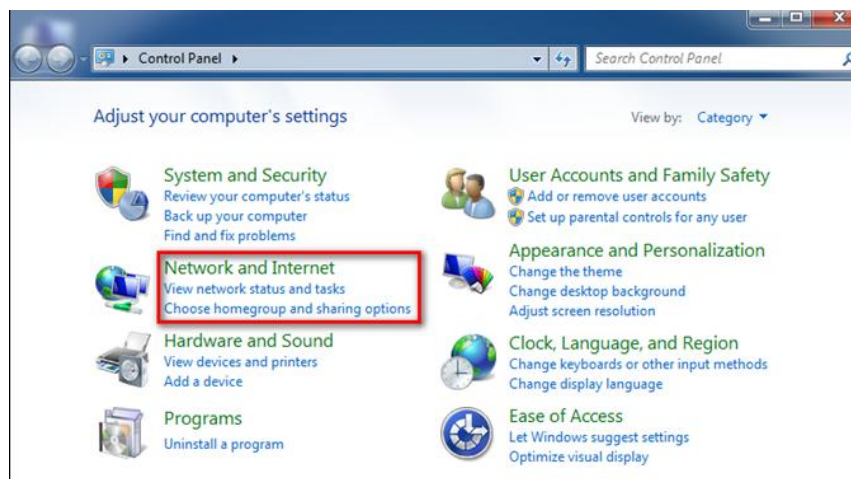 Control Panel
Search Control Panel
Adjust your computer's settings
View by: Category
System and Security
Review your computer's status
Back up your computer
Find and fix problems
Network and Internet
View network status and tasks
Choose homegroup and sharing options
Hardware and Sound
View devices and printers
Add a device
Programs
Uninstall a program
User Accounts and Family Safety
Add or remove user accounts
Set up parental controls for any user
Appearance and Personalization
Change the theme
Change desktop background
Adjust screen resolution
Clock, Language, and Region
Change keyboards or other input methods
Change display language
Ease of Access
Let Windows suggest settings
Optimize visual display